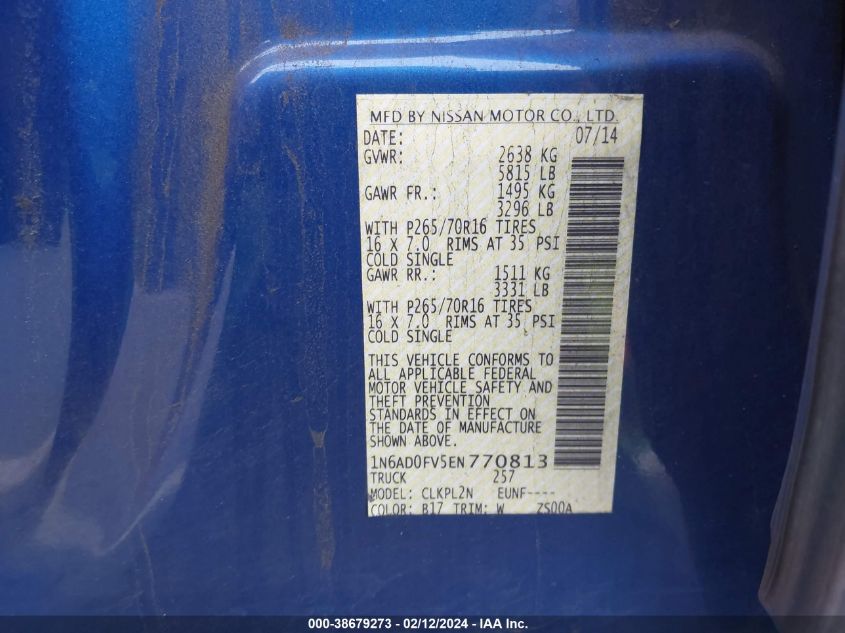 MFD BY NISSAN MOTOR CO., LTD.
DATE: 07/14
GVWR: 2638 KG
5815 LB
GAWR FR.: 1495 KG
3296 LB
WITH P265/70R16 TIRES
16 X 7.0 RIMS AT 35 PSI
COLD SINGLE
GAWR RR.: 1511 KG
3331 LB
WITH P265/70R16 TIRES
16 X 7.0 RIMS AT 35 PSI
COLD SINGLE
THIS VEHICLE CONFORMS TO
ALL APPLICABLE FEDERAL
MOTOR VEHICLE SAFETY AND
THEFT PREVENTION
STANDARDS IN EFFECT ON
THE DATE OF MANUFACTURE
SHOWN ABOVE.
1N6AD0FV5EN770813
TRUCK 257
MODEL: CLKPL2N EUNF----
COLOR: B17 TRIM: W ZS00A
000-38679273 - 02/12/2024 - IAA Inc.